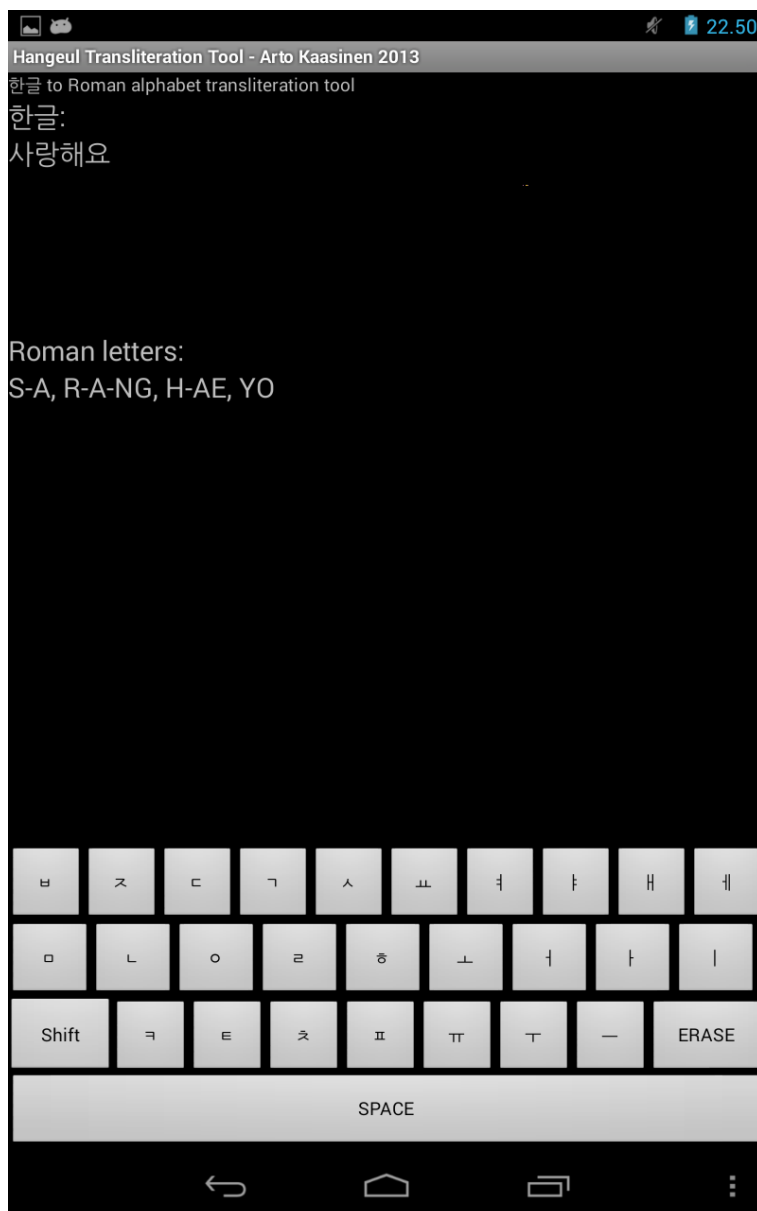 22.50
Hangeul Transliteration Tool - Arto Kaasinen 2013
한글 to Roman alphabet transliteration tool
한글:
사랑해요
Roman letters:
S-A, R-A-NG, H-AE, YO
ㅂ ㅈ ㄷ ㄱ ㅅ ㅛ ㅕ ㅑ ㅐ ㅔ
ㅁ ㄴ ㅇ ㄹ ㅎ ㅗ ㅓ ㅏ ㅣ
Shift ㅋ ㅌ ㅊ ㅍ ㅠ ㅜ ㅡ ERASE
SPACE